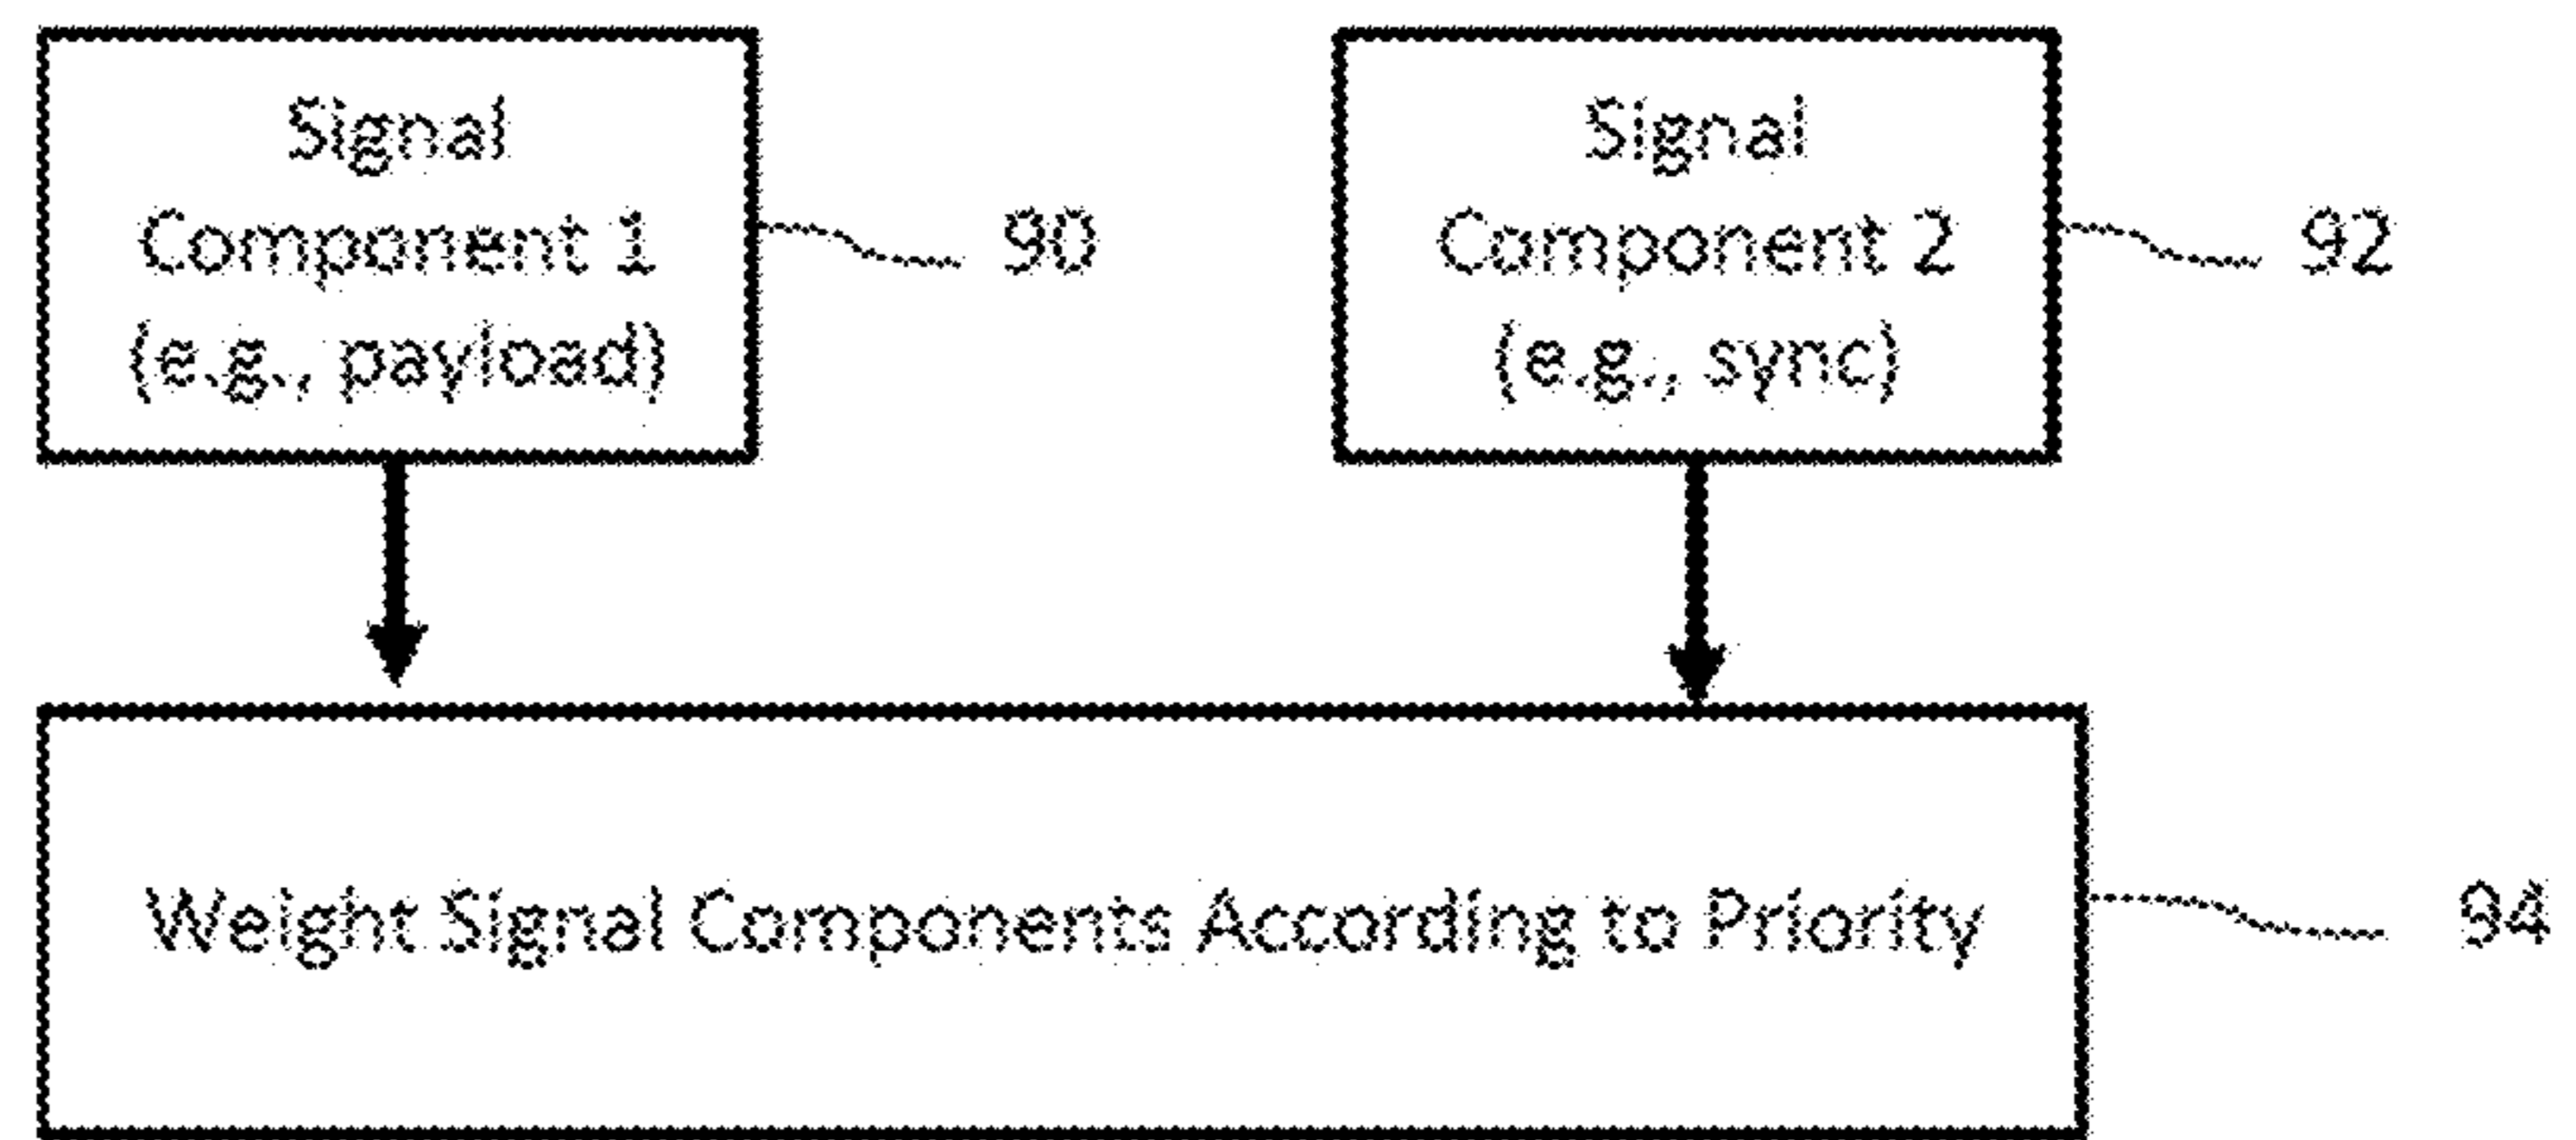 Signal
Component 1
(e.g., payload)
90
Signal
Component 2
(e.g., sync)
92
Weight Signal Components According to Priority
94